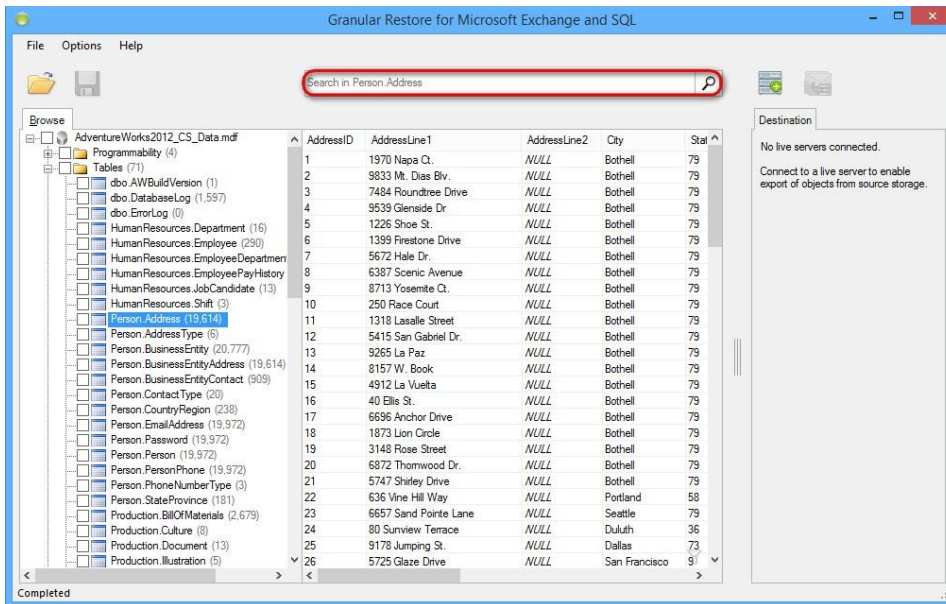 Granular Restore for Microsoft Exchange and SQL
File Options Help
Search in Person.Address
Browse
AdventureWorks2012_CS_Data.mdf
Programmability (4)
Tables (71)
dbo.AWBuildVersion (1)
dbo.DatabaseLog (1,597)
dbo.ErrorLog (0)
HumanResources.Department (16)
HumanResources.Employee (290)
HumanResources.EmployeeDepartment
HumanResources.EmployeePayHistory
HumanResources.JobCandidate (13)
HumanResources.Shift (3)
Person.Address (19,614)
Person.AddressType (6)
Person.BusinessEntity (20,777)
Person.BusinessEntityAddress (19,614)
Person.BusinessEntityContact (909)
Person.ContactType (20)
Person.CountryRegion (238)
Person.EmailAddress (19,972)
Person.Password (19,972)
Person.Person (19,972)
Person.PersonPhone (19,972)
Person.PhoneNumberType (3)
Person.StateProvince (181)
Production.BillOfMaterials (2,679)
Production.Culture (8)
Production.Document (13)
Production.Illustration (5)
AddressID AddressLine1 AddressLine2 City Stat
1 1970 Napa Ct. NULL Bothell 79
2 9833 Mt. Dias Blv. NULL Bothell 79
3 7484 Roundtree Drive NULL Bothell 79
4 9539 Glenside Dr NULL Bothell 79
5 1226 Shoe St. NULL Bothell 79
6 1399 Firestone Drive NULL Bothell 79
7 5672 Hale Dr. NULL Bothell 79
8 6387 Scenic Avenue NULL Bothell 79
9 8713 Yosemite Ct. NULL Bothell 79
10 250 Race Court NULL Bothell 79
11 1318 Lasalle Street NULL Bothell 79
12 5415 San Gabriel Dr. NULL Bothell 79
13 9265 La Paz NULL Bothell 79
14 8157 W. Book NULL Bothell 79
15 4912 La Vuelta NULL Bothell 79
16 40 Ellis St. NULL Bothell 79
17 6696 Anchor Drive NULL Bothell 79
18 1873 Lion Circle NULL Bothell 79
19 3148 Rose Street NULL Bothell 79
20 6872 Thornwood Dr. NULL Bothell 79
21 5747 Shirley Drive NULL Bothell 79
22 636 Vine Hill Way NULL Portland 58
23 6657 Sand Pointe Lane NULL Seattle 79
24 80 Sunview Terrace NULL Duluth 36
25 9178 Jumping St. NULL Dallas 73
26 5725 Glaze Drive NULL San Francisco 9
Destination
No live servers connected.
Connect to a live server to enable
export of objects from source storage.
Completed